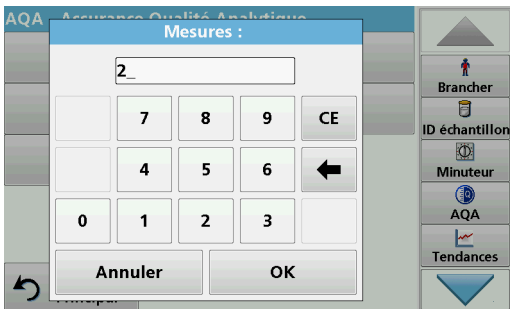 AQA - Assurance Qualité Analytique
Mesures :
2_
7 8 9 CE
4 5 6
0 1 2 3
Annuler OK
Principal
Brancher
ID échantillon
Minuteur
AQA
Tendances